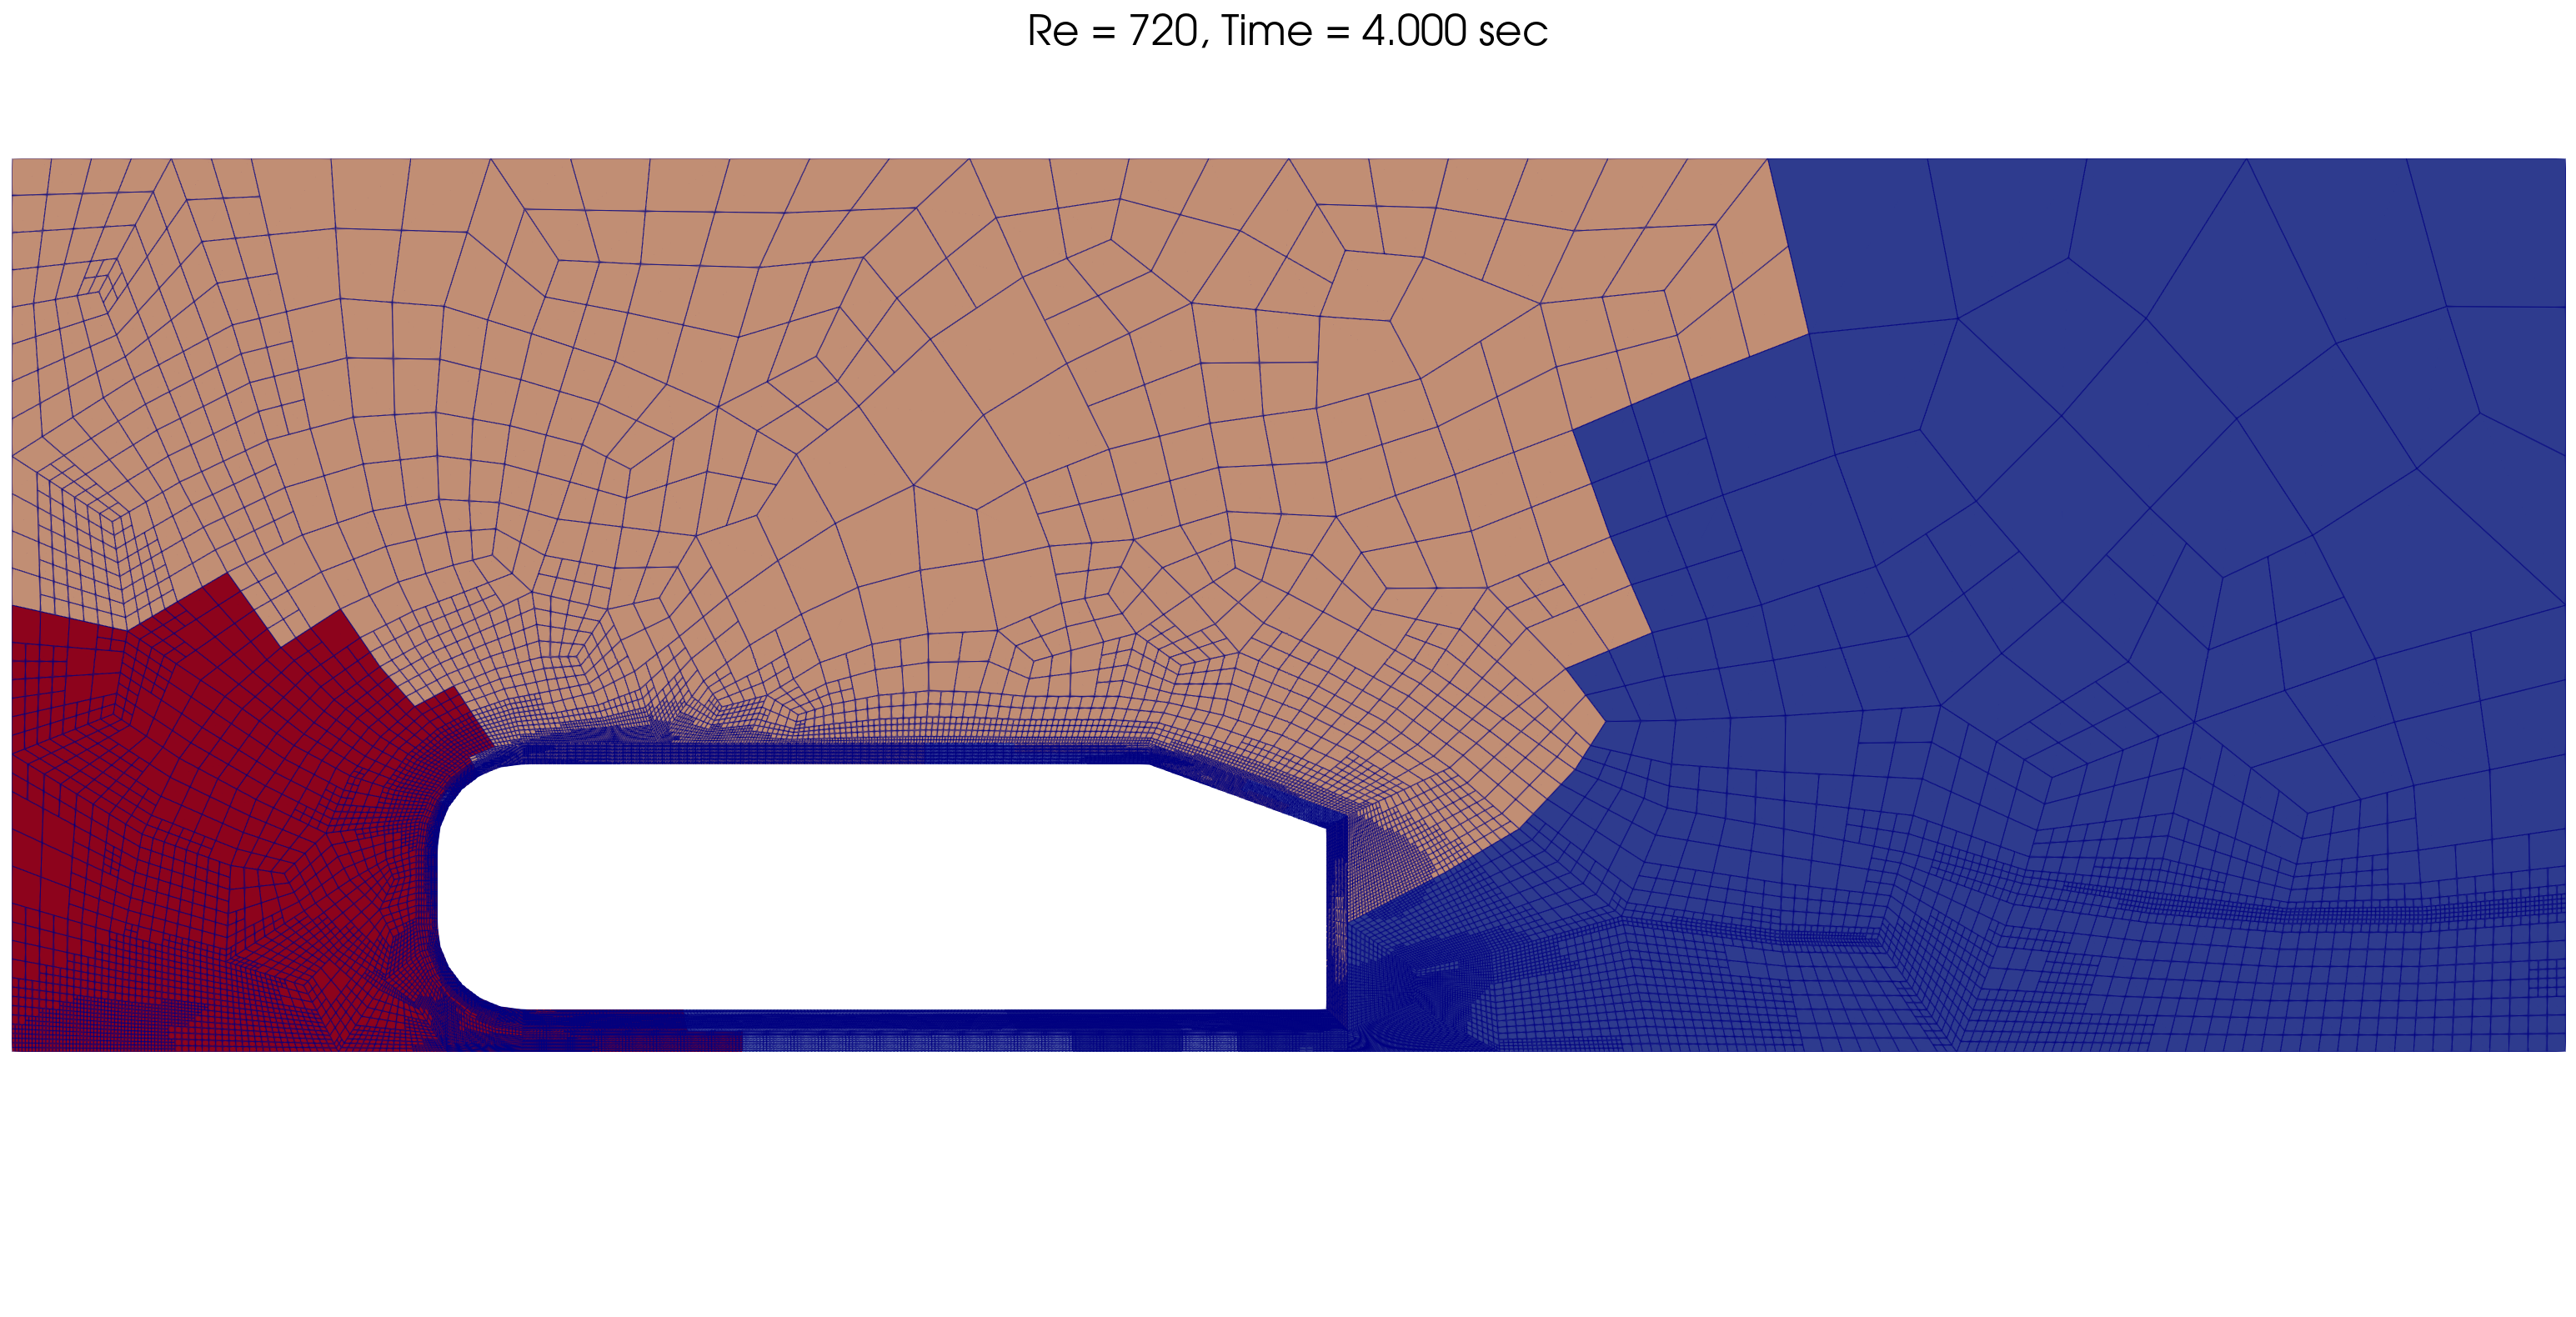 Re = 720, Time = 4.000 sec